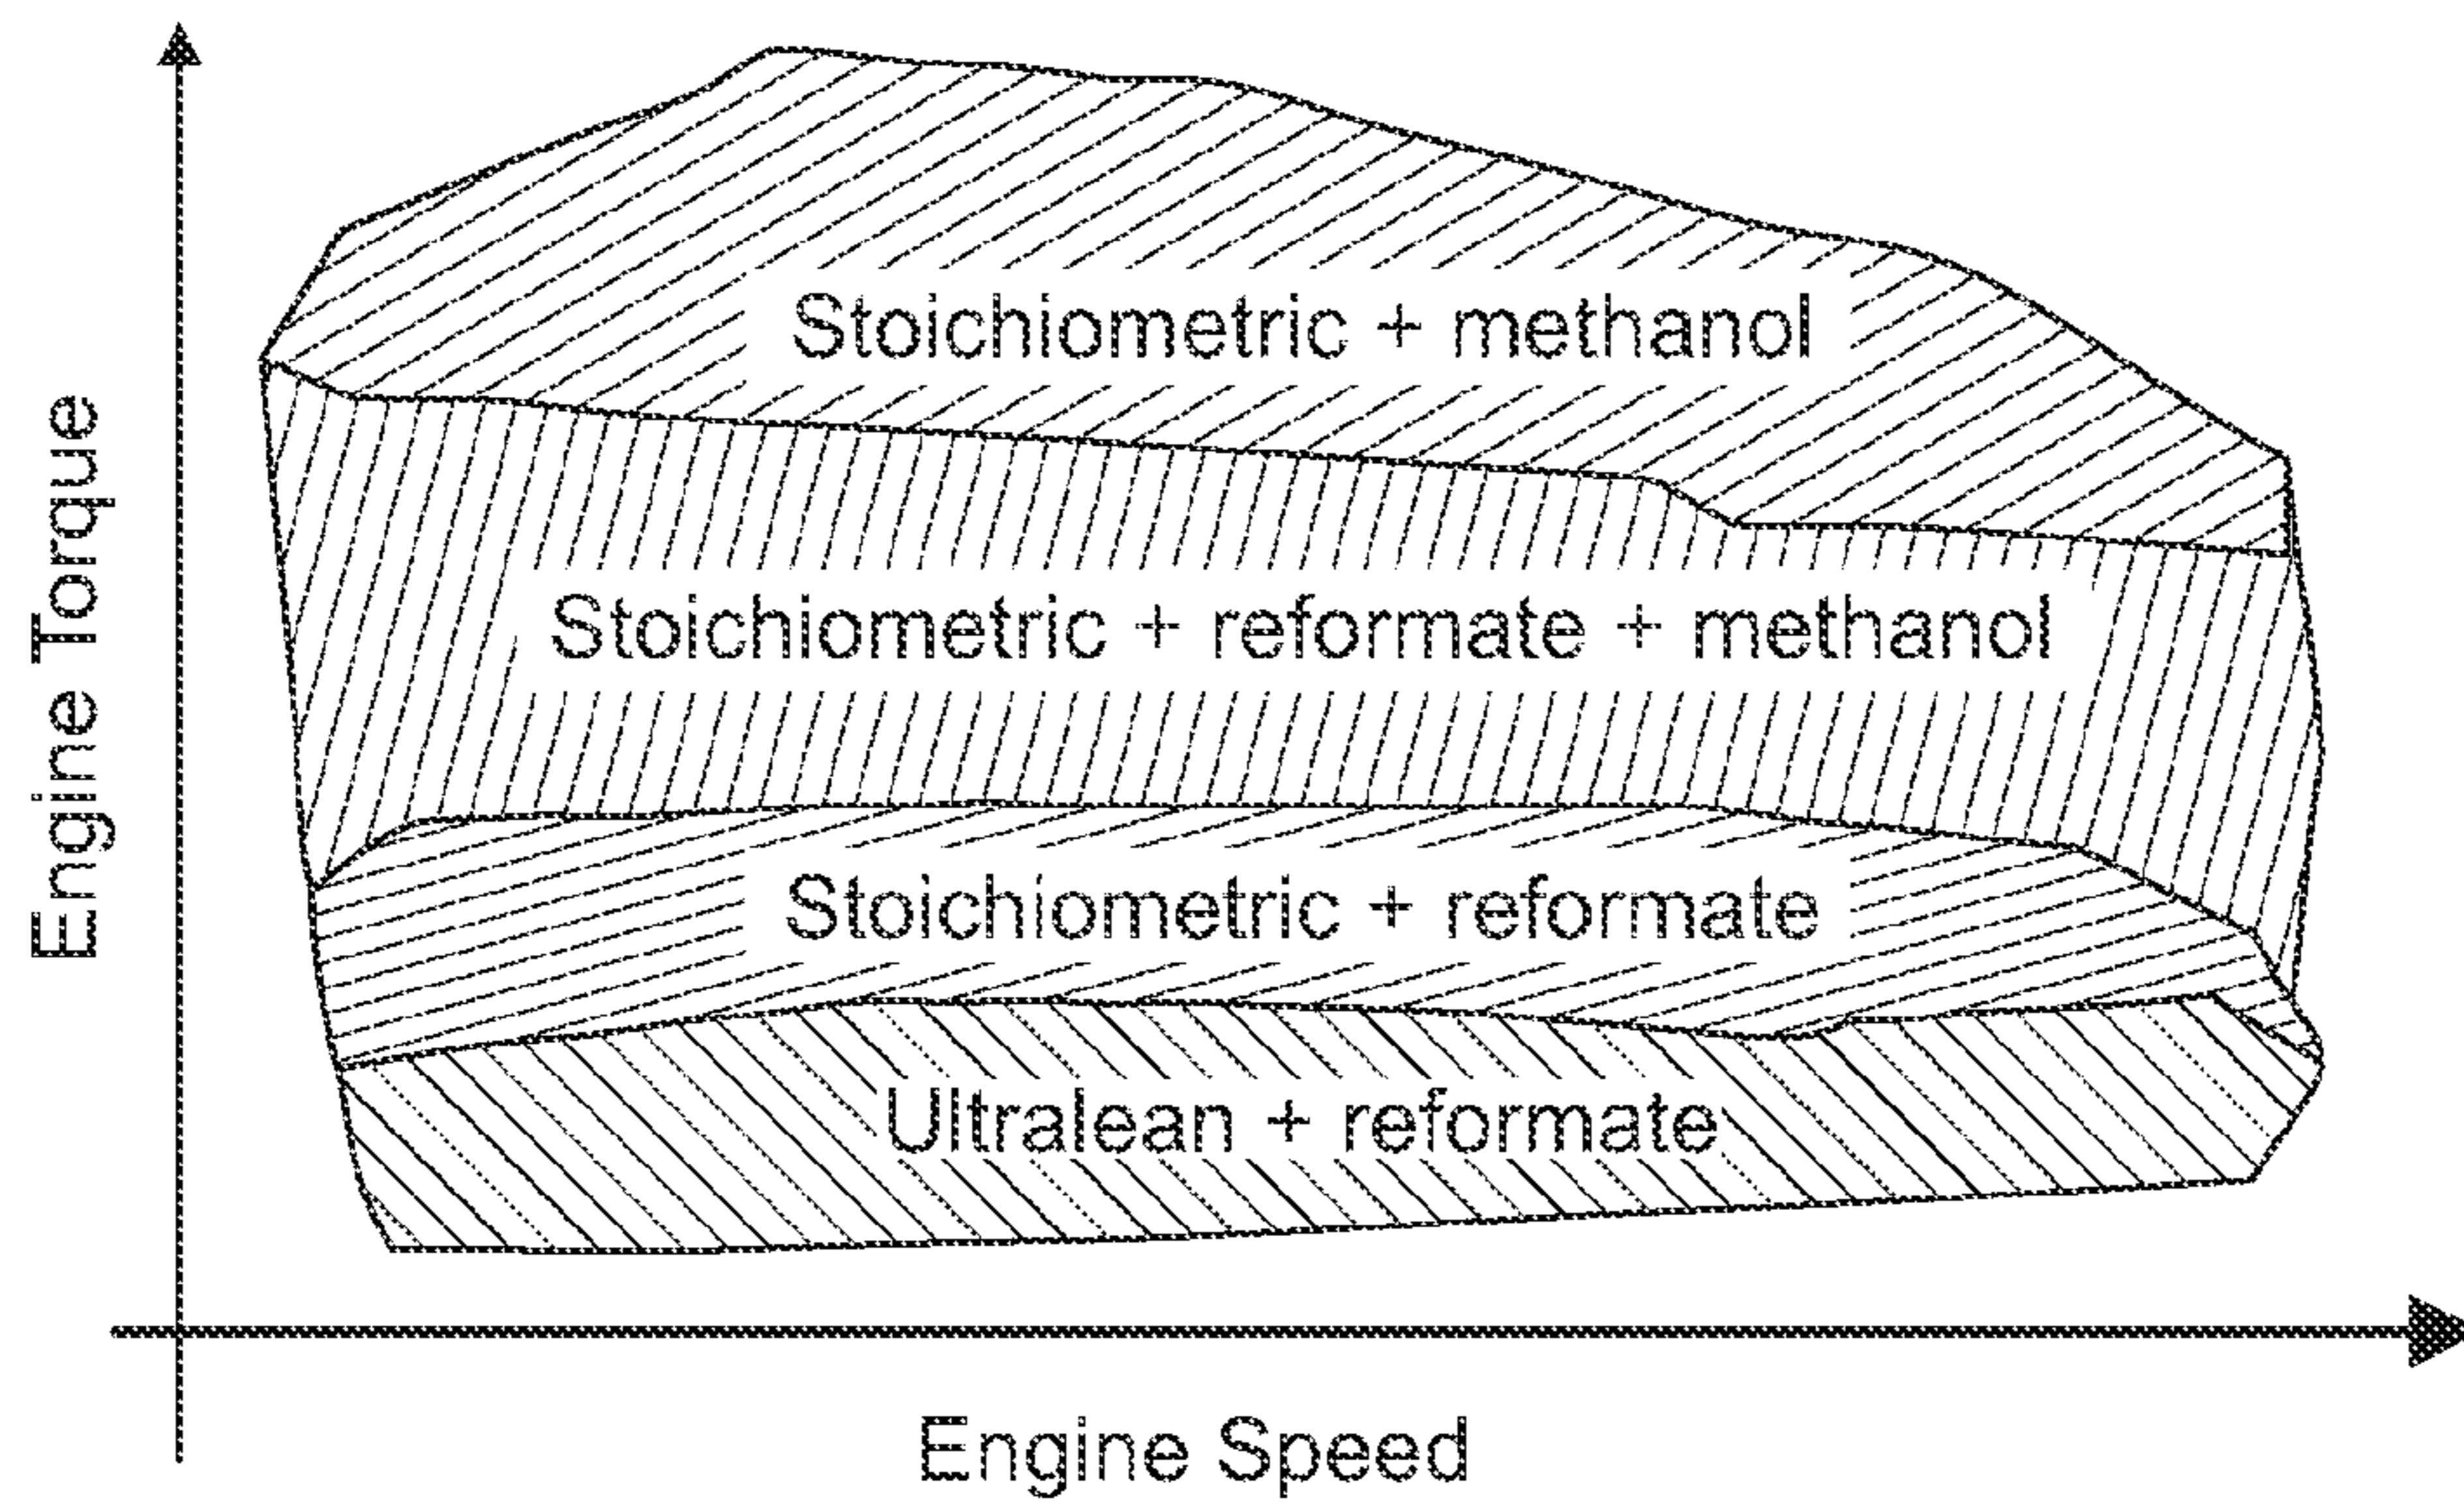 Engine Torque
Stoichiometric + methanol
Stoichiometric + reformate + methanol
Stoichiometric + reformate
Ultralean + reformate
Engine Speed